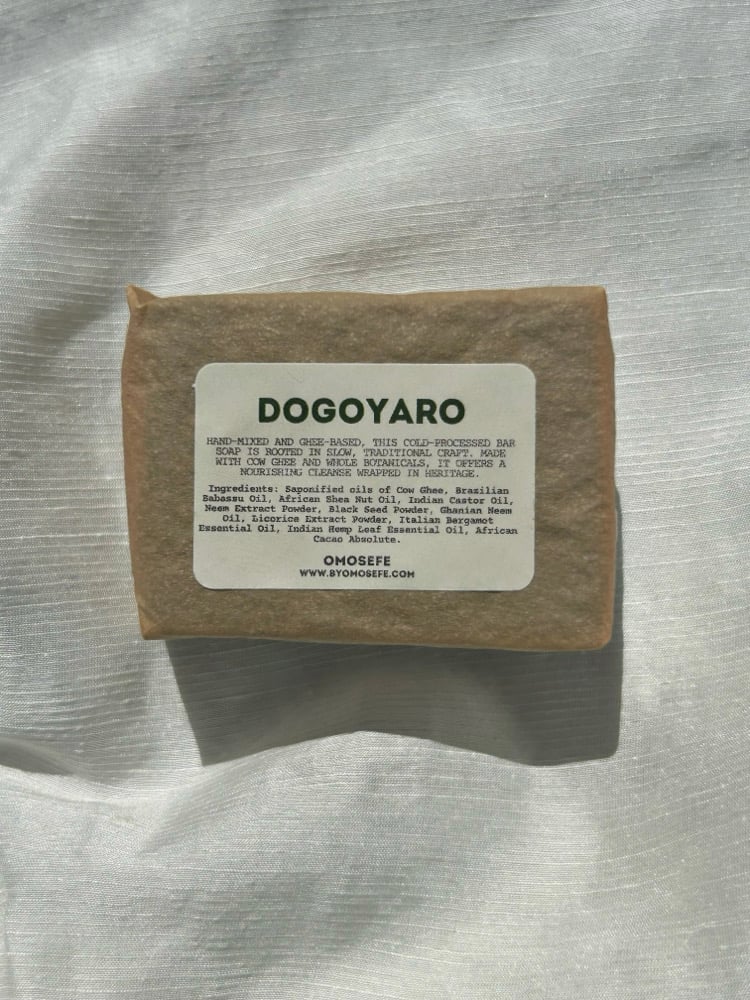 DOGOYARO
HAND-MIXED AND GHEE-BASED, THIS COLD-PROCESSED BAR
SOAP IS ROOTED IN SLOW, TRADITIONAL CRAFT. MADE
WITH COW GHEE AND WHOLE BOTANICALS, IT OFFERS A
NOURISHING CLEANSE WRAPPED IN HERITAGE.
Ingredients: Saponified oils of Cow Ghee, Brazilian
Babassu Oil, African Shea Nut Oil, Indian Castor Oil,
Neem Extract Powder, Black Seed Powder, Ghanian Neem
Oil, Licorice Extract Powder, Italian Bergamot
Essential Oil, Indian Hemp Leaf Essential Oil, African
Cacao Absolute.
OMOSEFE
WWW.BYOMOSEFE.COM